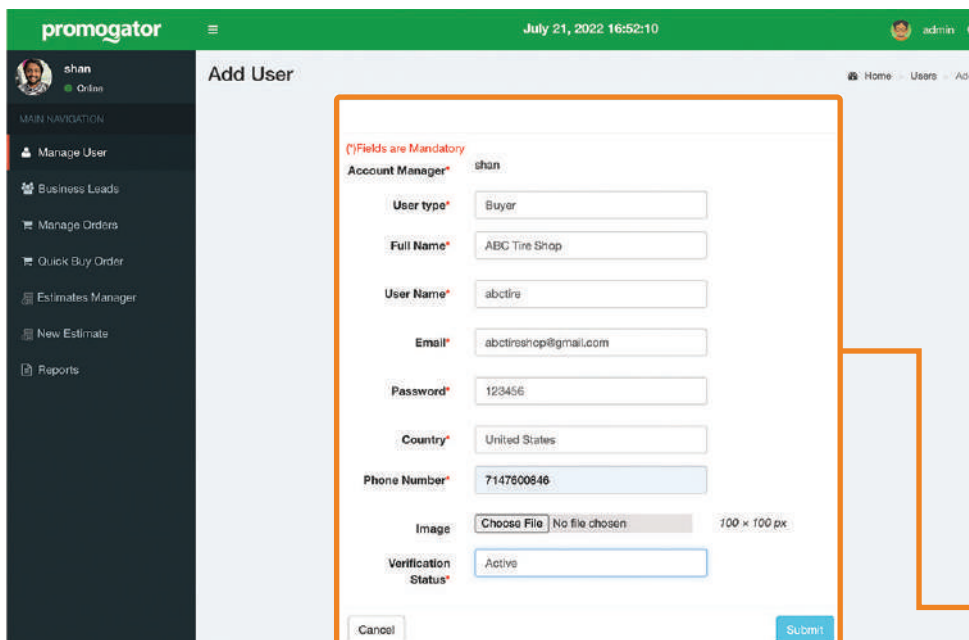 promogator
July 21, 2022 16:52:10
admin
shan
Online
Add User
Home
Users
MAIN NAVIGATION
Manage User
Business Leads
Manage Orders
Quick Buy Order
Estimates Manager
New Estimate
Reports
(*)Fields are Mandatory
Account Manager* shan
User type* Buyer
Full Name* ABC Tire Shop
User Name* abctire
Email* abctireshop@gmail.com
Password* 123456
Country* United States
Phone Number* 7147600846
Image Choose File No file chosen 100 × 100 px
Verification
Status* Active
Cancel Submit